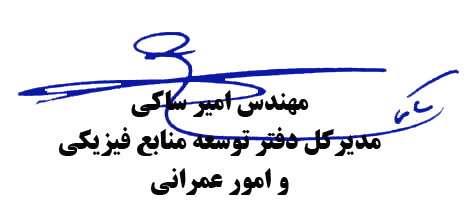 مهندس امیر ساکی
مدیرکل دفتر توسعه منابع فیزیکی
و امور عمرانی